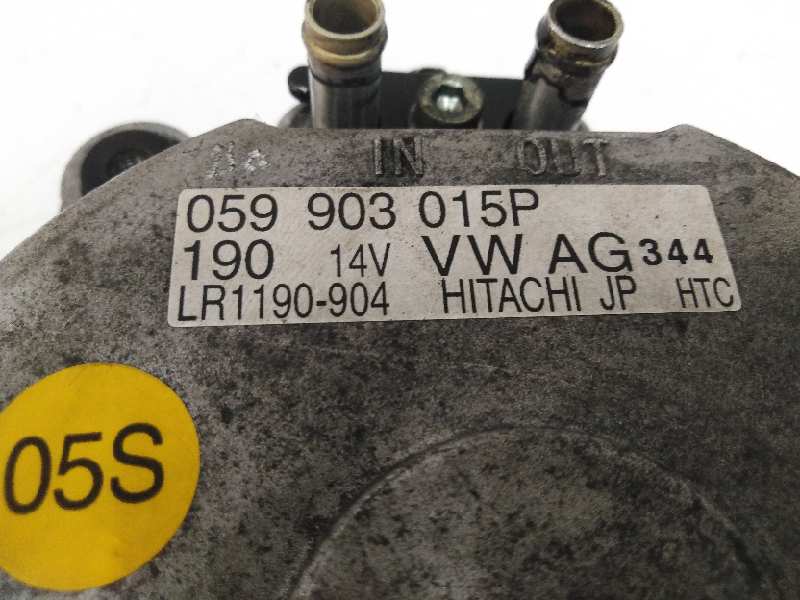 IN OUT
059 903 015P
190 14V VW AG 344
LR1190-904 HITACHI JP HTC
05S